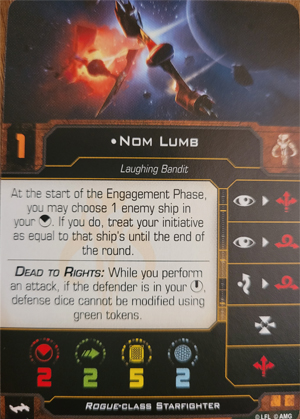 •Nom Lumb
1
Laughing Bandit
At the start of the Engagement Phase,
you may choose 1 enemy ship in
your . If you do, treat your initiative
as equal to that ship's until the end of
the round.
Dead to Rights: While you perform
an attack, if the defender is in your ,
defense dice cannot be modified using
green tokens.
2 2 5 2
Rogue-class Starfighter
© LFL © AMG